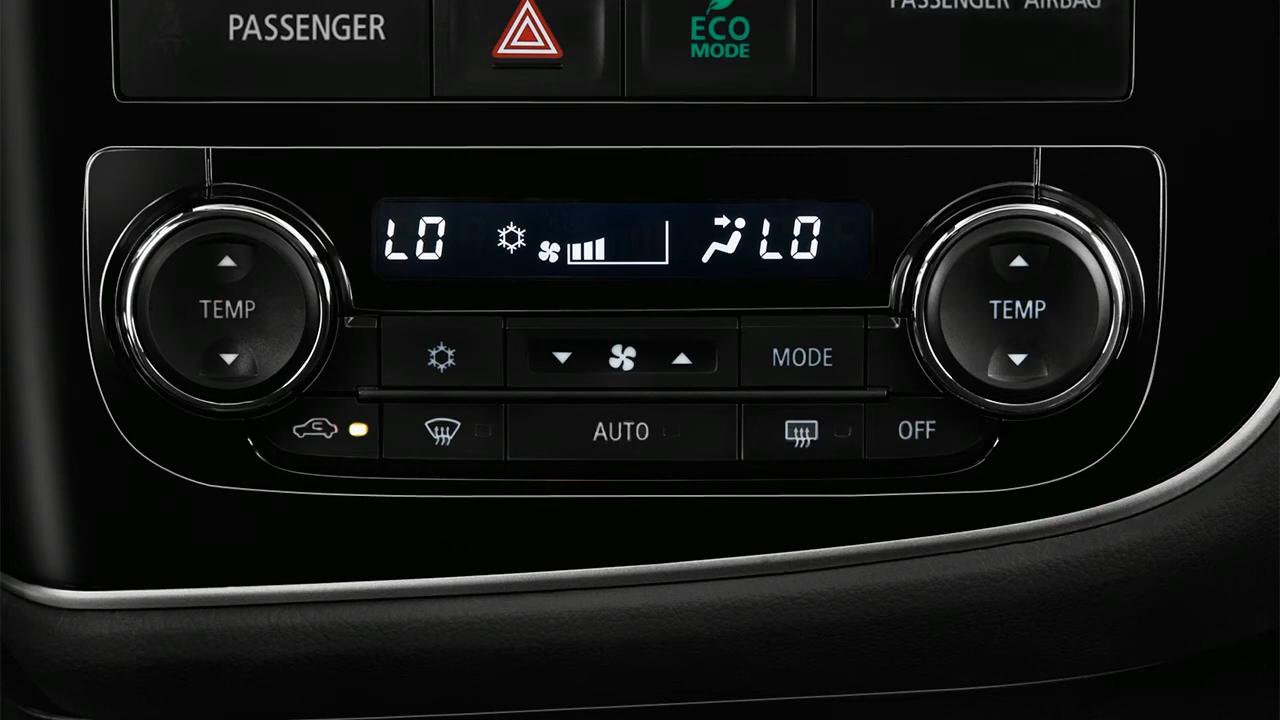 PASSENGER
ECO
MODE
PASSENGER AIRBAG
LO
LO
TEMP
TEMP
MODE
AUTO
OFF